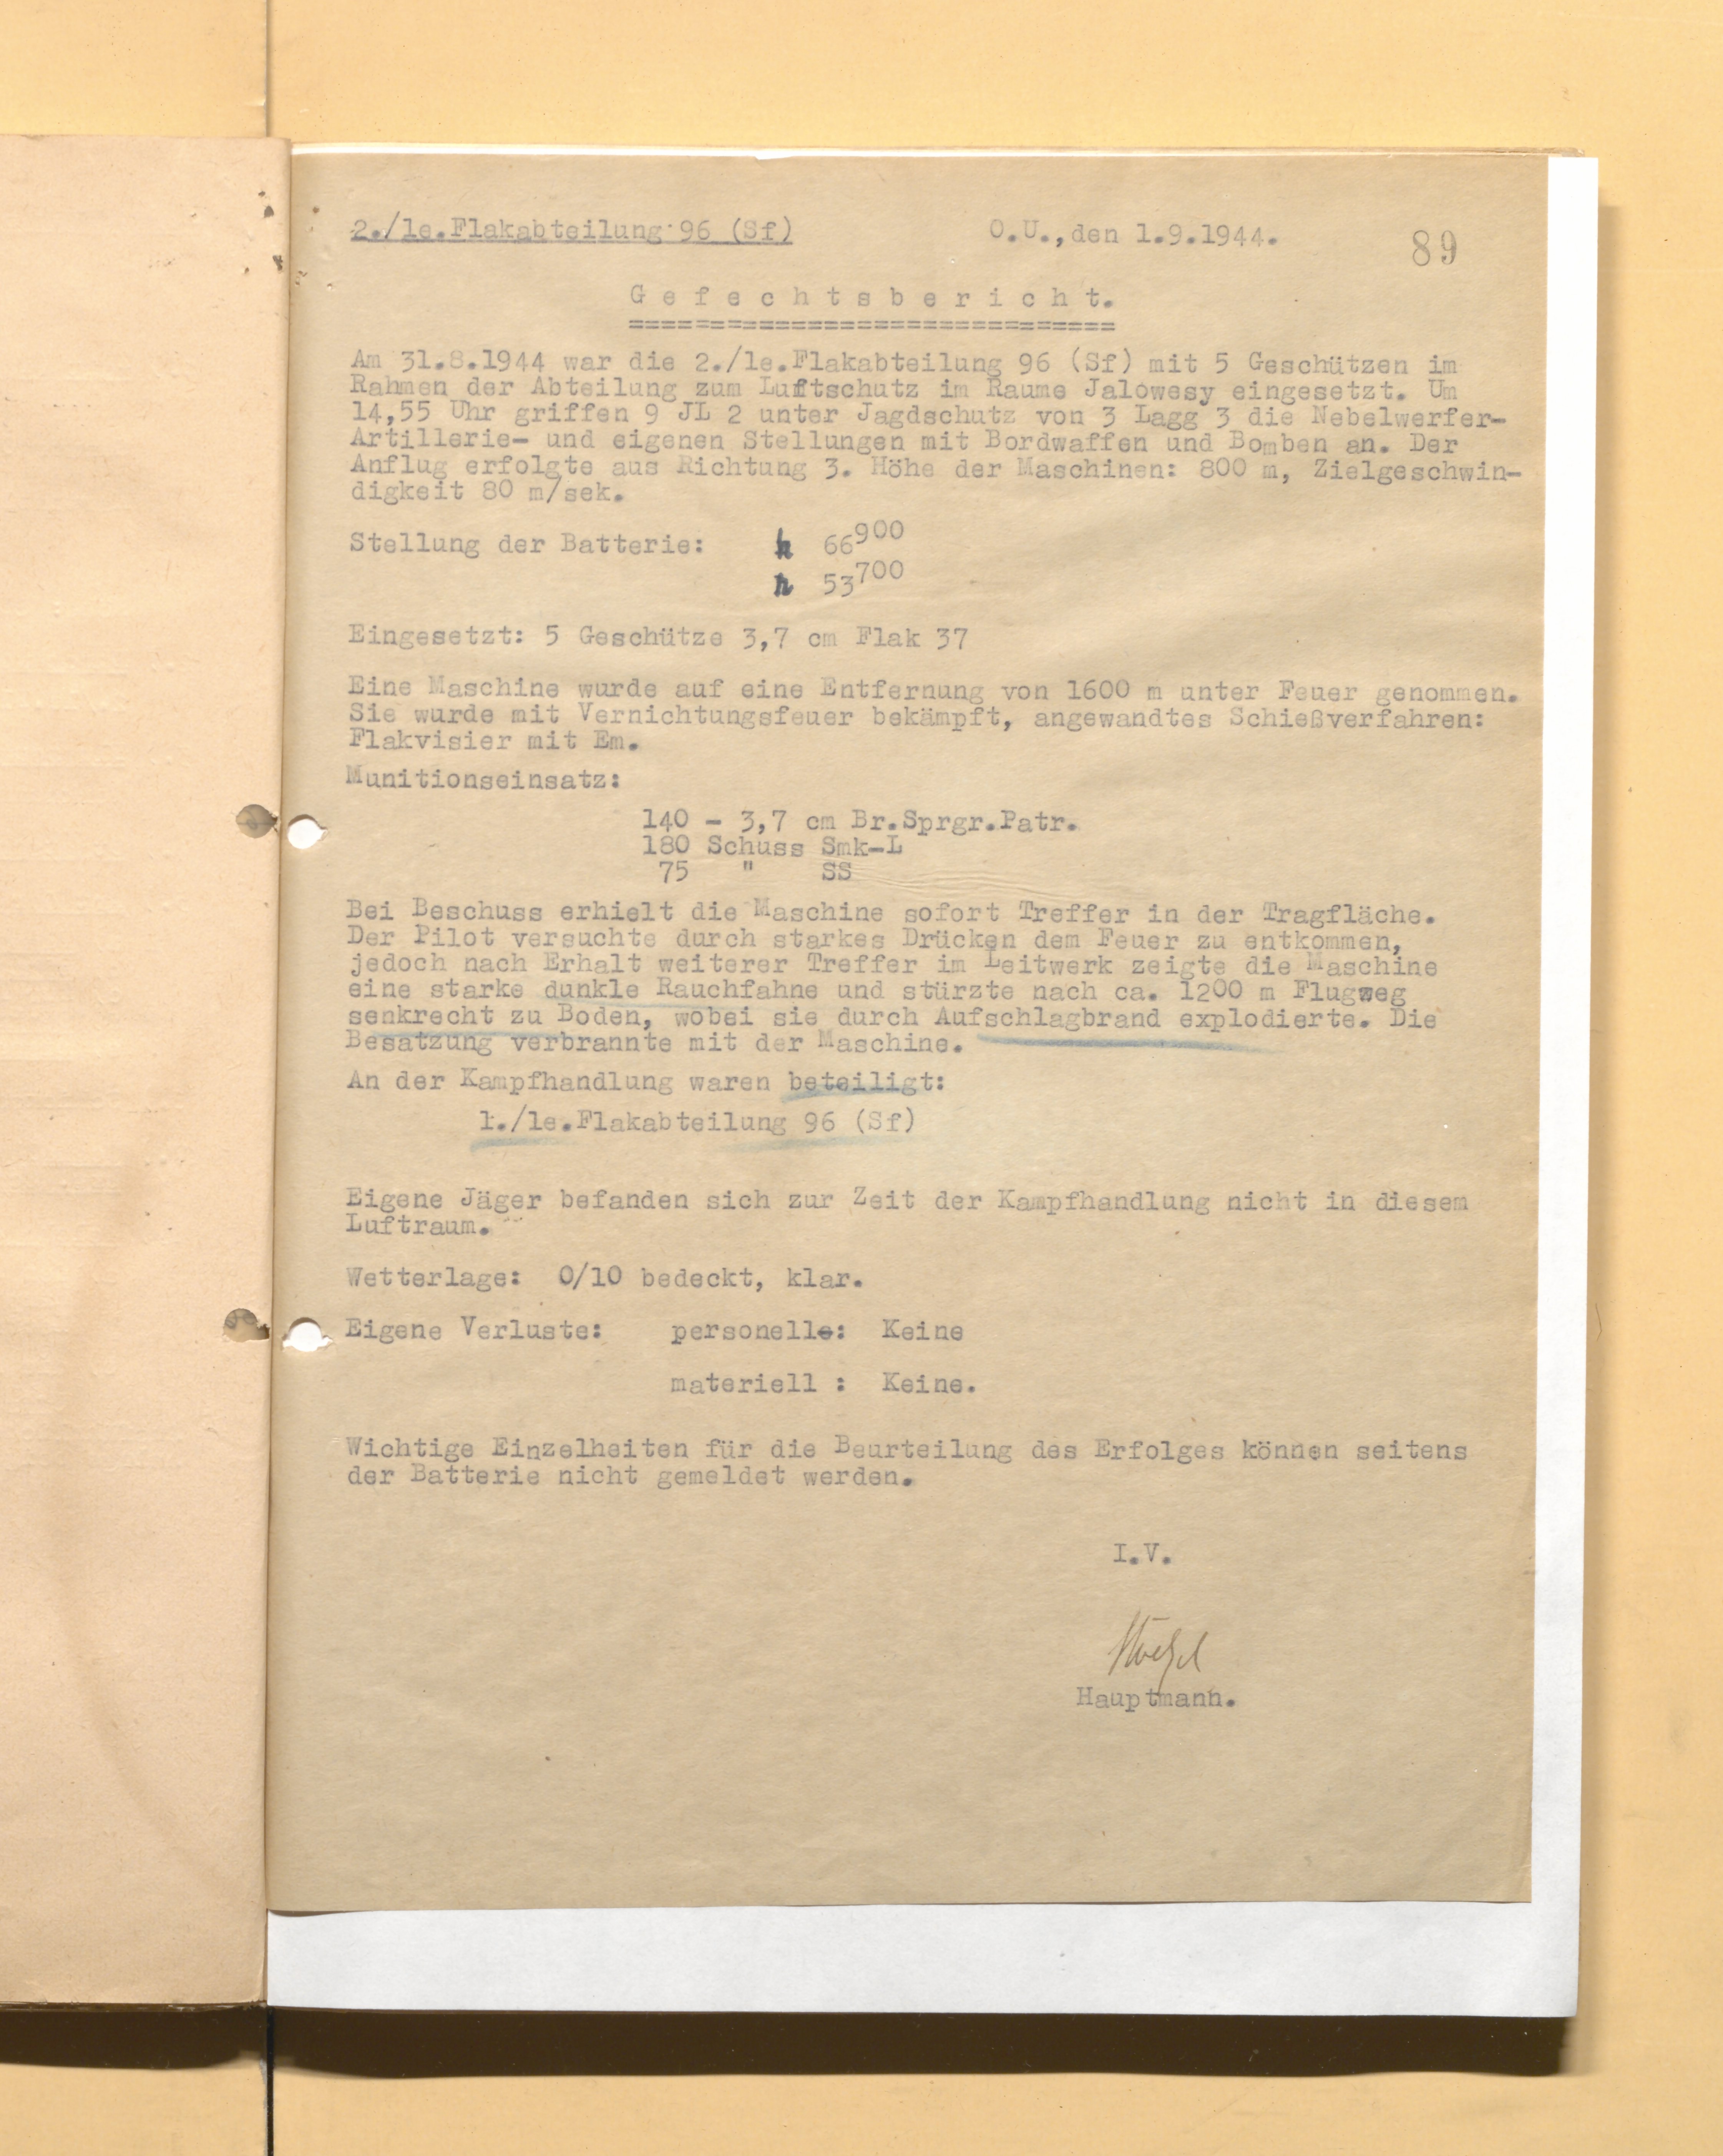 2./le.Flakabteilung 96 (Sf)
O.U.,den 1.9.1944.
89
Gefechtsbericht.
==============================
Am 31.8.1944 war die 2./le.Flakabteilung 96 (Sf) mit 5 Geschützen im
Rahmen der Abteilung zum Luftschutz im Raume Jalowesy eingesetzt. Um
14,55 Uhr griffen 9 JL 2 unter Jagdschutz von 3 Lagg 3 die Nebelwerfer-
Artillerie- und eigenen Stellungen mit Bordwaffen und Bomben an. Der
Anflug erfolgte aus Richtung 3. Höhe der Maschinen: 800 m, Zielgeschwin-
digkeit 80 m/sek.
Stellung der Batterie: 66900
53700
Eingesetzt: 5 Geschütze 3,7 cm Flak 37
Eine Maschine wurde auf eine Entfernung von 1600 m unter Feuer genommen.
Sie wurde mit Vernichtungsfeuer bekämpft, angewandtes Schießverfahren:
Flakvisier mit Em.
Munitionseinsatz:
140 - 3,7 cm Br.Sprgr.Patr.
180 Schuss Smk-L
75 " SS
Bei Beschuss erhielt die Maschine sofort Treffer in der Tragfläche.
Der Pilot versuchte durch starkes Drücken dem Feuer zu entkommen,
jedoch nach Erhalt weiterer Treffer im Leitwerk zeigte die Maschine
eine starke dunkle Rauchfahne und stürzte nach ca. 1200 m Flugweg
senkrecht zu Boden, wobei sie durch Aufschlagbrand explodierte. Die
Besatzung verbrannte mit der Maschine.
An der Kampfhandlung waren beteiligt:
1./le.Flakabteilung 96 (Sf)
Eigene Jäger befanden sich zur Zeit der Kampfhandlung nicht in diesem
Luftraum.
Wetterlage: 0/10 bedeckt, klar.
Eigene Verluste: personelle: Keine
materiell : Keine.
Wichtige Einzelheiten für die Beurteilung des Erfolges können seitens
der Batterie nicht gemeldet werden.
I.V.
Hauptmann.